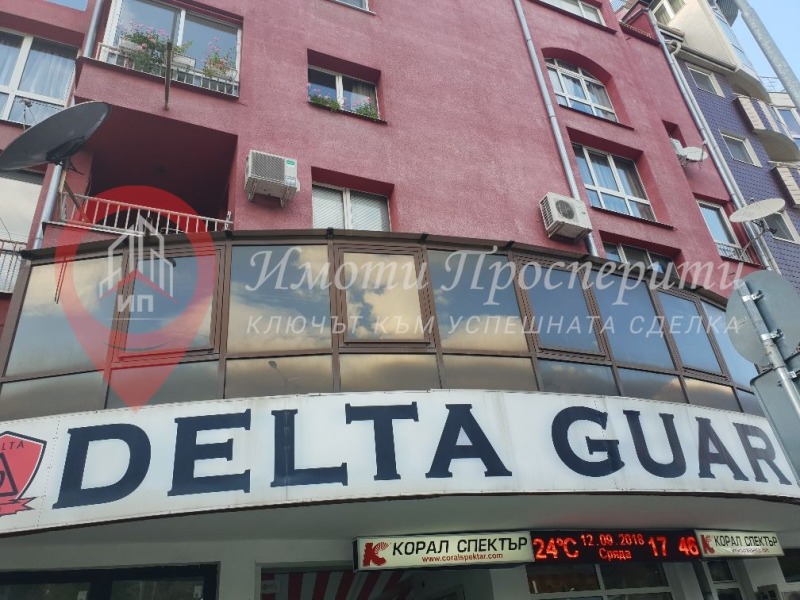 ИП
Имоти Просперити
КЛЮЧЪТ КЪМ УСПЕШНАТА СДЕЛКА
DELTA GUAR
КОРАЛ СПЕКТЪР
www.coralspektar.com
24°C 12.09.2018 Сряда 17 46
КОРАЛ СПЕКТЪР